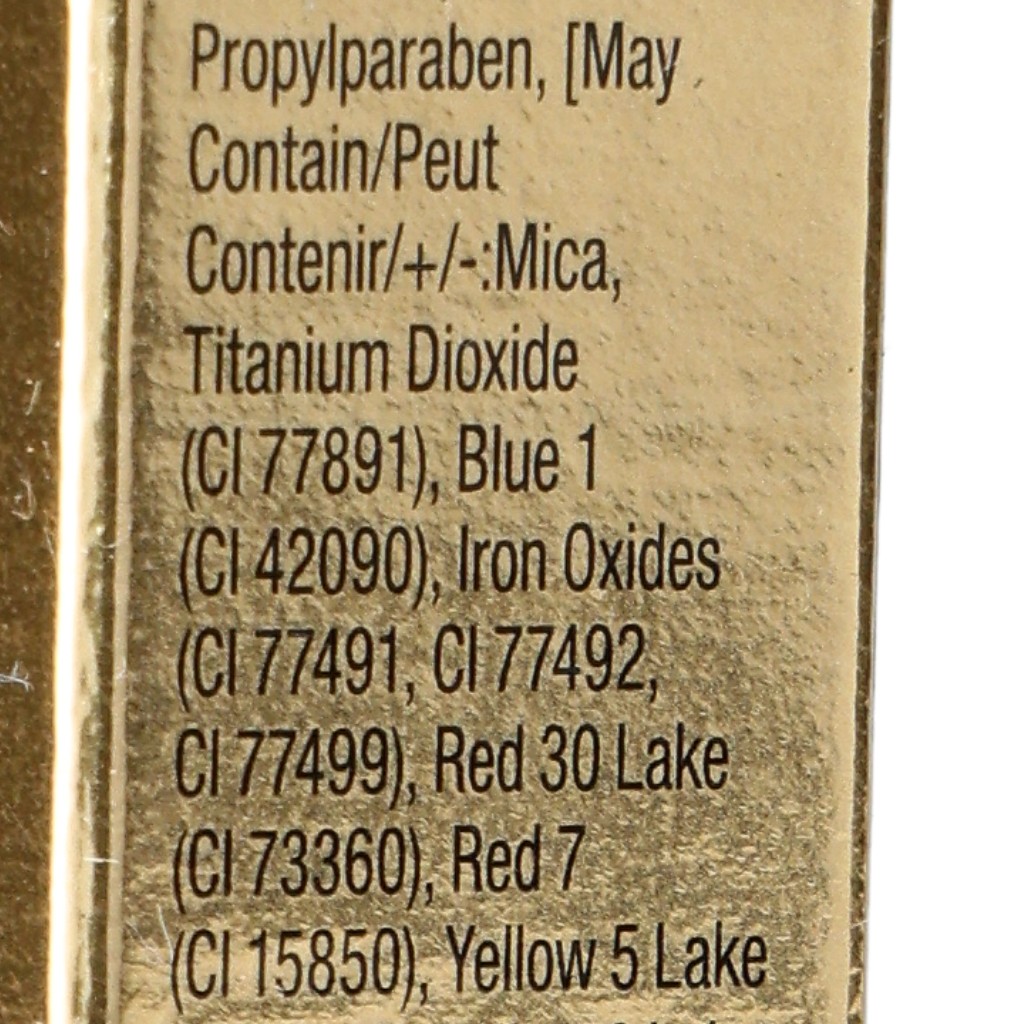 Propylparaben, [May
Contain/Peut
Contenir/+/-:Mica,
Titanium Dioxide
(CI 77891), Blue 1
(CI 42090), Iron Oxides
(CI 77491, CI 77492,
CI 77499), Red 30 Lake
(CI 73360), Red 7
(CI 15850), Yellow 5 Lake